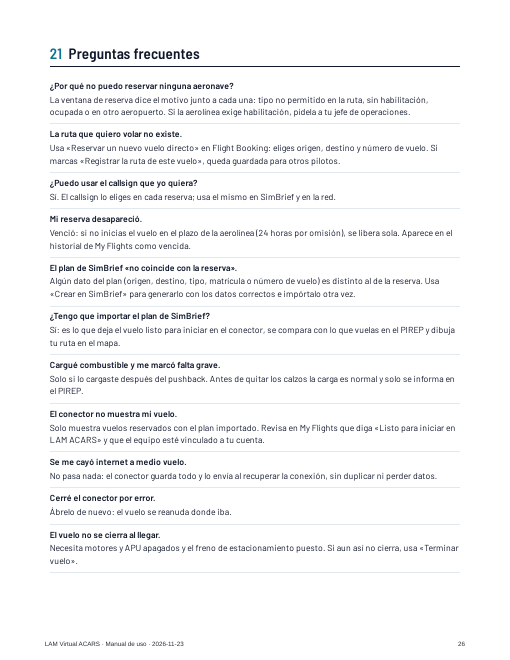 21 Preguntas frecuentes
¿Por qué no puedo reservar ninguna aeronave?
La ventana de reserva dice el motivo junto a cada una: tipo no permitido en la ruta, sin habilitación,
ocupada o en otro aeropuerto. Si la aerolínea exige habilitación, pídela a tu jefe de operaciones.
La ruta que quiero volar no existe.
Usa «Reservar un nuevo vuelo directo» en Flight Booking: eliges origen, destino y número de vuelo. Si
marcas «Registrar la ruta de este vuelo», queda guardada para otros pilotos.
¿Puedo usar el callsign que yo quiera?
Sí. El callsign lo eliges en cada reserva; usa el mismo en SimBrief y en la red.
Mi reserva desapareció.
Venció: si no inicias el vuelo en el plazo de la aerolínea (24 horas por omisión), se libera sola. Aparece en el
historial de My Flights como vencida.
El plan de SimBrief «no coincide con la reserva».
Algún dato del plan (origen, destino, tipo, matrícula o número de vuelo) es distinto al de la reserva. Usa
«Crear en SimBrief» para generarlo con los datos correctos e impórtalo otra vez.
¿Tengo que importar el plan de SimBrief?
Sí: es lo que deja el vuelo listo para iniciar en el conector, se compara con lo que vuelas en el PIREP y dibuja
tu ruta en el mapa.
Cargué combustible y me marcó falta grave.
Solo si lo cargaste después del pushback. Antes de quitar los calzos la carga es normal y solo se informa en
el PIREP.
El conector no muestra mi vuelo.
Solo muestra vuelos reservados con el plan importado. Revisa en My Flights que diga «Listo para iniciar en
LAM ACARS» y que el equipo esté vinculado a tu cuenta.
Se me cayó internet a medio vuelo.
No pasa nada: el conector guarda todo y lo envía al recuperar la conexión, sin duplicar ni perder datos.
Cerré el conector por error.
Ábrelo de nuevo: el vuelo se reanuda donde iba.
El vuelo no se cierra al llegar.
Necesita motores y APU apagados y el freno de estacionamiento puesto. Si aun así no cierra, usa «Terminar
vuelo».
LAM Virtual ACARS · Manual de uso · 2026-11-23
26